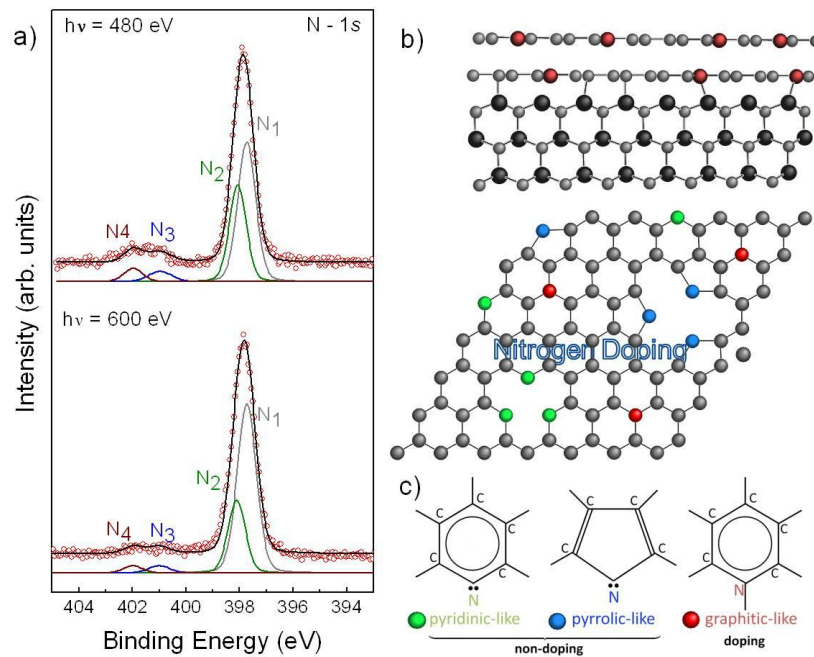 a)
hν = 480 eV
N - 1s
N1
N2
N4
N3
hν = 600 eV
N1
N2
N4
N3
Intensity (arb. units)
404 402 400 398 396 394
Binding Energy (eV)
b)
Nitrogen Doping
c)
C
C C
C C
N
C C
C C
N
C
C C
C C
N
pyridinic-like pyrrolic-like graphitic-like
non-doping doping